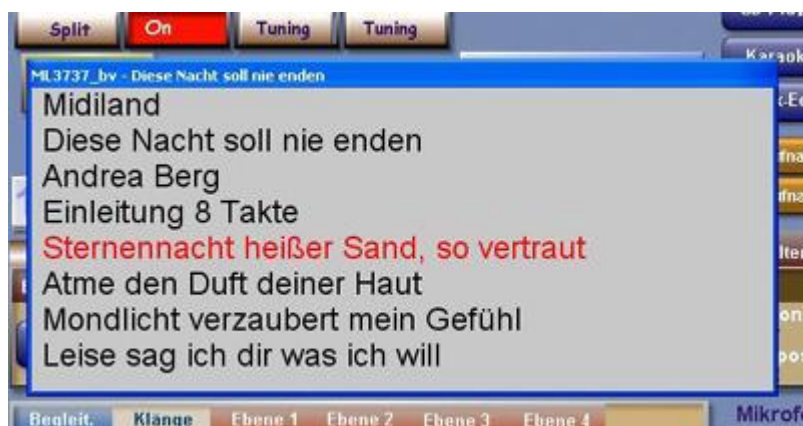 Split On Tuning Tuning
ML3737_bv - Diese Nacht soll nie enden
Midiland
Diese Nacht soll nie enden
Andrea Berg
Einleitung 8 Takte
Sternennacht heißer Sand, so vertraut
Atme den Duft deiner Haut
Mondlicht verzaubert mein Gefühl
Leise sag ich dir was ich will
Begleit. Klänge Ebene 1 Ebene 2 Ebene 3 Ebene 4